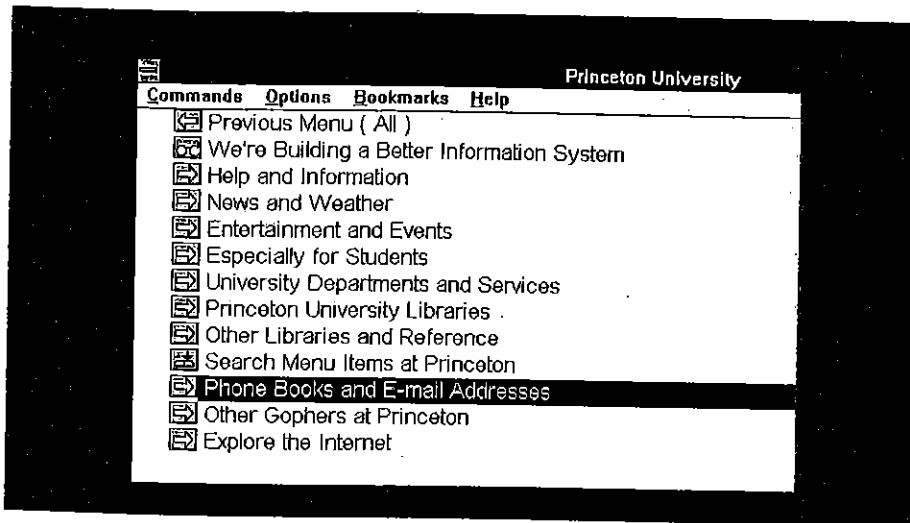 Princeton University
Commands Options Bookmarks Help
Previous Menu ( All )
We're Building a Better Information System
Help and Information
News and Weather
Entertainment and Events
Especially for Students
University Departments and Services
Princeton University Libraries
Other Libraries and Reference
Search Menu Items at Princeton
Phone Books and E-mail Addresses
Other Gophers at Princeton
Explore the Internet